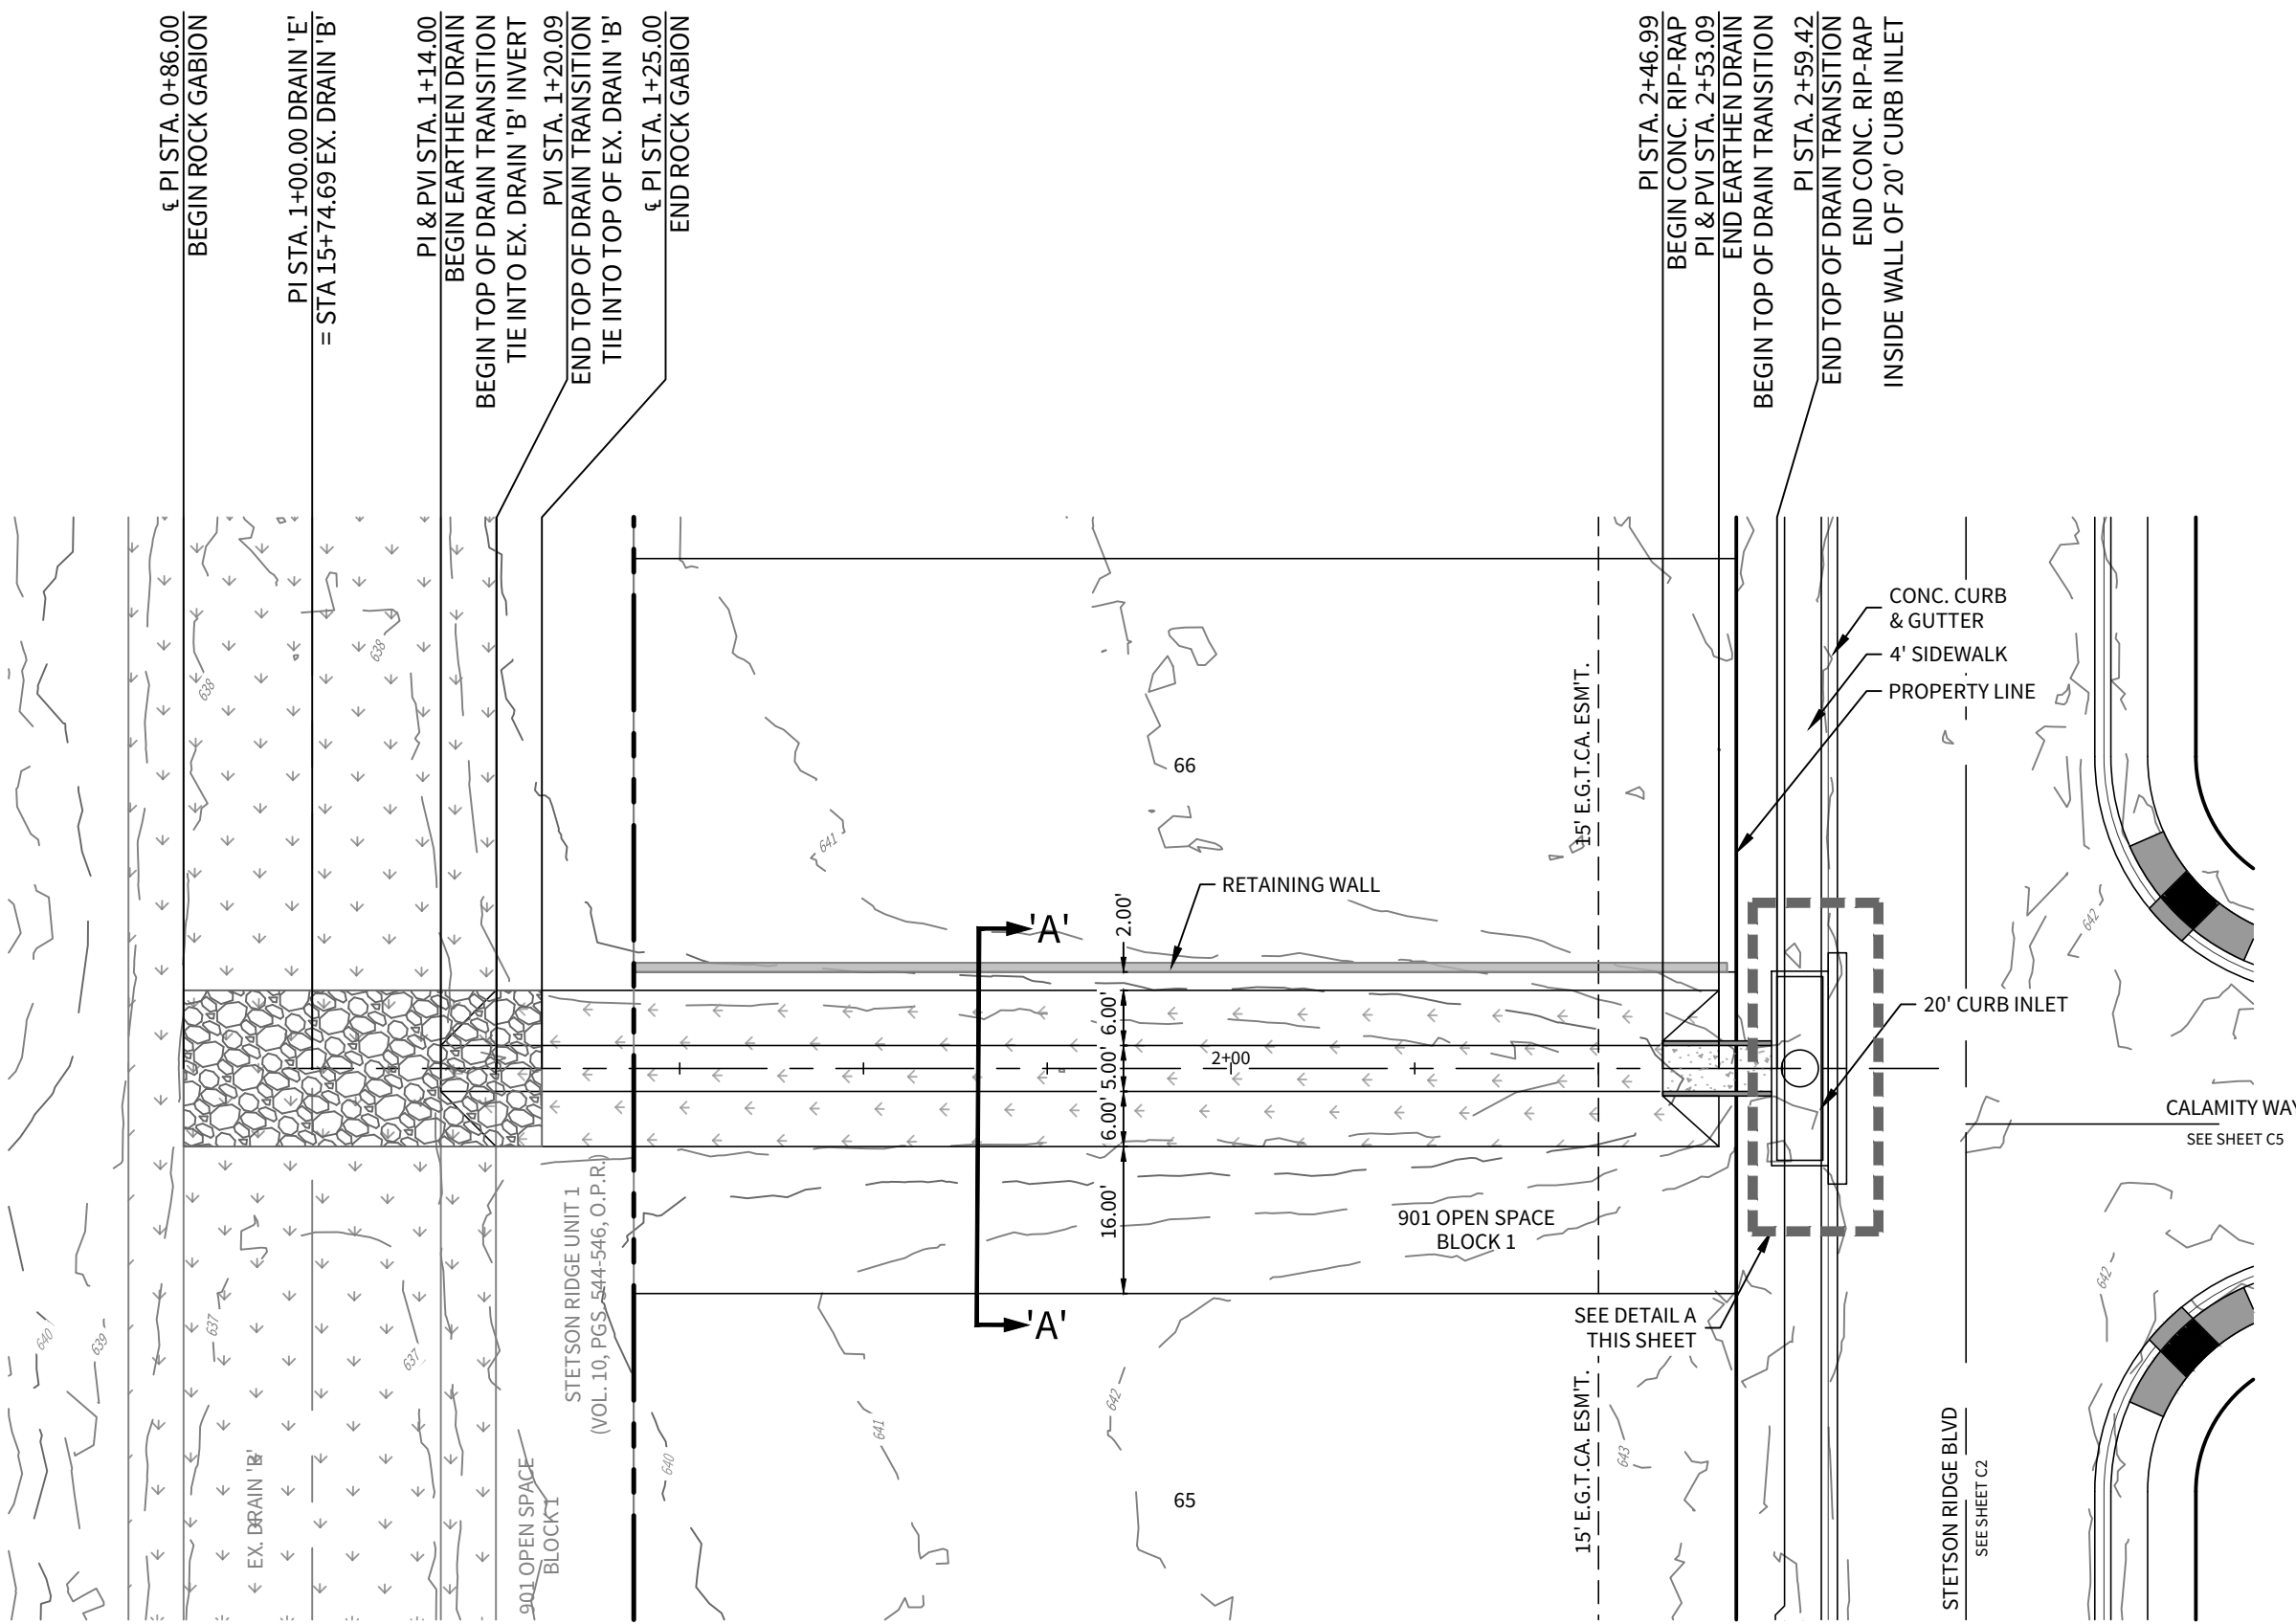 ℄ PI STA. 0+86.00
BEGIN ROCK GABION
PI STA. 1+00.00 DRAIN 'E'
= STA 15+74.69 EX. DRAIN 'B'
PI & PVI STA. 1+14.00
BEGIN EARTHEN DRAIN
BEGIN TOP OF DRAIN TRANSITION
TIE INTO EX. DRAIN 'B' INVERT
PVI STA. 1+20.09
END TOP OF DRAIN TRANSITION
TIE INTO TOP OF EX. DRAIN 'B'
℄ PI STA. 1+25.00
END ROCK GABION
PI STA. 2+46.99
BEGIN CONC. RIP-RAP
PI & PVI STA. 2+53.09
END EARTHEN DRAIN
BEGIN TOP OF DRAIN TRANSITION
PI STA. 2+59.42
END TOP OF DRAIN TRANSITION
END CONC. RIP-RAP
INSIDE WALL OF 20' CURB INLET
CONC. CURB
& GUTTER
4' SIDEWALK
PROPERTY LINE
638
638
15' E.G.T.CA. ESM'T.
66
641
RETAINING WALL
642
'A'
2.00'
6.00'
5.00'
6.00'
16.00'
2+00
20' CURB INLET
CALAMITY WAY
SEE SHEET C5
901 OPEN SPACE
BLOCK 1
STETSON RIDGE UNIT 1
(VOL. 10, PGS. 544-546, O.P.R.)
'A'
SEE DETAIL A
THIS SHEET
642
640
639
637
637
642
641
640
643
EX. DRAIN 'B'
901 OPEN SPACE
BLOCK 1
65
15' E.G.T.CA. ESM'T.
STETSON RIDGE BLVD
SEE SHEET C2